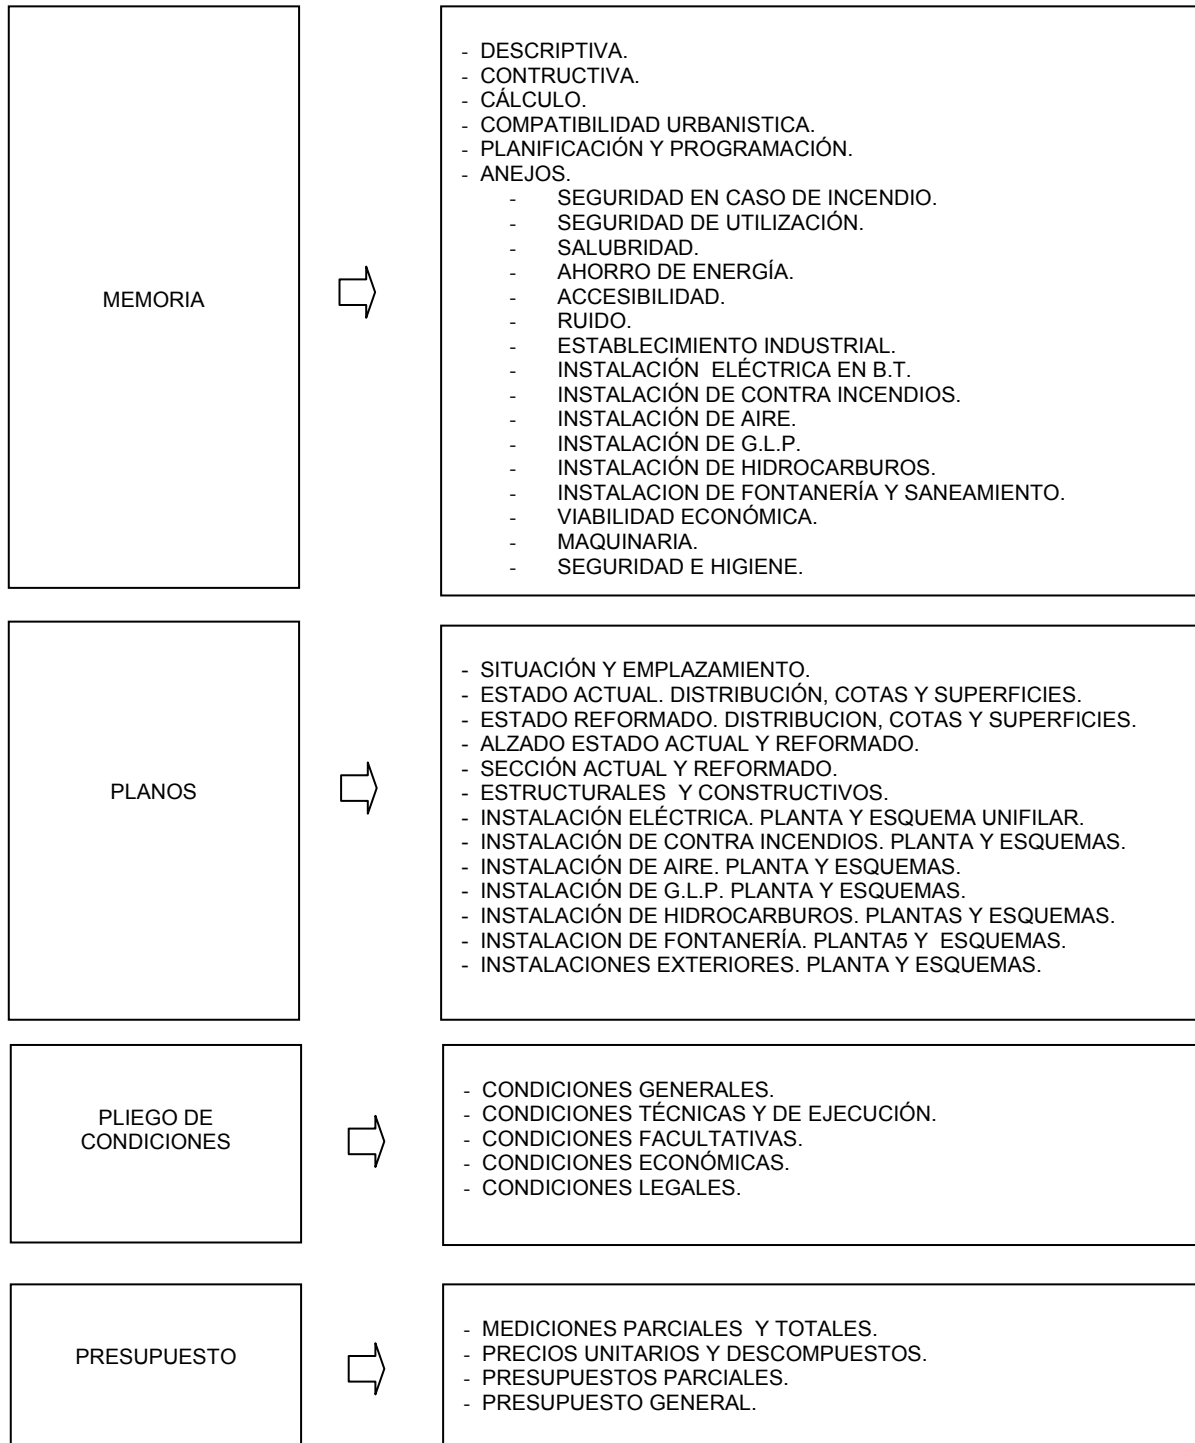 MEMORIA
- DESCRIPTIVA.
- CONTRUCTIVA.
- CÁLCULO.
- COMPATIBILIDAD URBANISTICA.
- PLANIFICACIÓN Y PROGRAMACIÓN.
- ANEJOS.
- SEGURIDAD EN CASO DE INCENDIO.
- SEGURIDAD DE UTILIZACIÓN.
- SALUBRIDAD.
- AHORRO DE ENERGÍA.
- ACCESIBILIDAD.
- RUIDO.
- ESTABLECIMIENTO INDUSTRIAL.
- INSTALACIÓN ELÉCTRICA EN B.T.
- INSTALACIÓN DE CONTRA INCENDIOS.
- INSTALACIÓN DE AIRE.
- INSTALACIÓN DE G.L.P.
- INSTALACIÓN DE HIDROCARBUROS.
- INSTALACION DE FONTANERÍA Y SANEAMIENTO.
- VIABILIDAD ECONÓMICA.
- MAQUINARIA.
- SEGURIDAD E HIGIENE.
PLANOS
- SITUACIÓN Y EMPLAZAMIENTO.
- ESTADO ACTUAL. DISTRIBUCIÓN, COTAS Y SUPERFICIES.
- ESTADO REFORMADO. DISTRIBUCION, COTAS Y SUPERFICIES.
- ALZADO ESTADO ACTUAL Y REFORMADO.
- SECCIÓN ACTUAL Y REFORMADO.
- ESTRUCTURALES Y CONSTRUCTIVOS.
- INSTALACIÓN ELÉCTRICA. PLANTA Y ESQUEMA UNIFILAR.
- INSTALACIÓN DE CONTRA INCENDIOS. PLANTA Y ESQUEMAS.
- INSTALACIÓN DE AIRE. PLANTA Y ESQUEMAS.
- INSTALACIÓN DE G.L.P. PLANTA Y ESQUEMAS.
- INSTALACIÓN DE HIDROCARBUROS. PLANTAS Y ESQUEMAS.
- INSTALACION DE FONTANERÍA. PLANTA5 Y ESQUEMAS.
- INSTALACIONES EXTERIORES. PLANTA Y ESQUEMAS.
PLIEGO DE
CONDICIONES
- CONDICIONES GENERALES.
- CONDICIONES TÉCNICAS Y DE EJECUCIÓN.
- CONDICIONES FACULTATIVAS.
- CONDICIONES ECONÓMICAS.
- CONDICIONES LEGALES.
PRESUPUESTO
- MEDICIONES PARCIALES Y TOTALES.
- PRECIOS UNITARIOS Y DESCOMPUESTOS.
- PRESUPUESTOS PARCIALES.
- PRESUPUESTO GENERAL.